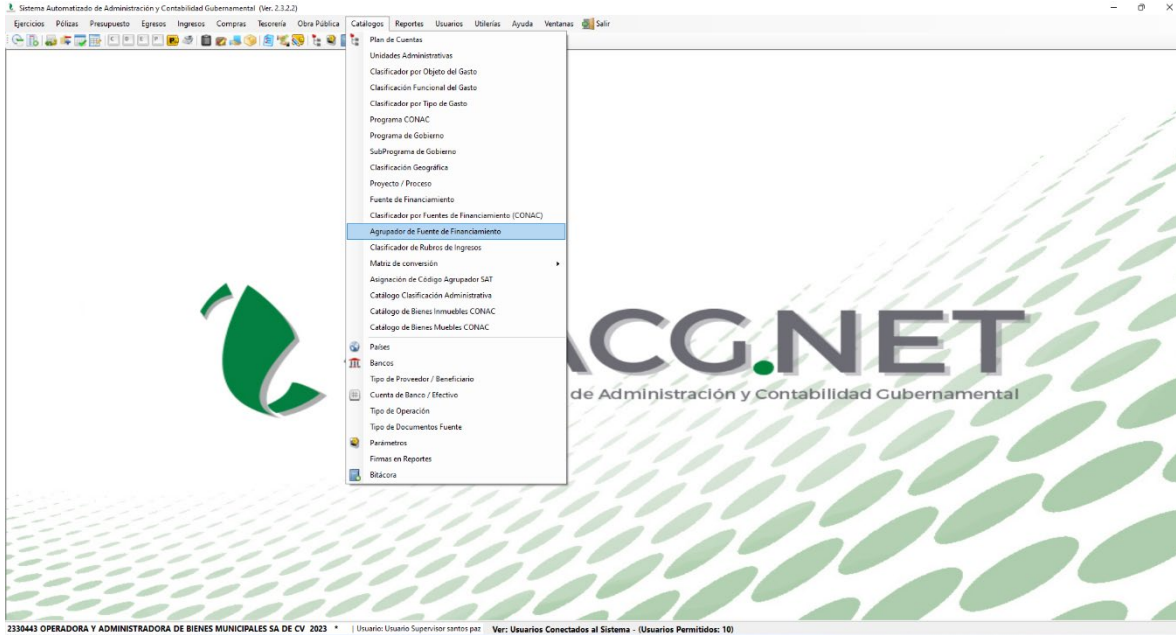 Sistema Automatizado de Administración y Contabilidad Gubernamental (Ver. 2.3.2.2)
Ejercicios Pólizas Presupuesto Egresos Ingresos Compras Tesorería Obra Pública Catálogos Reportes Usuarios Utilerías Ayuda Ventanas Salir
Plan de Cuentas
Unidades Administrativas
Clasificador por Objeto del Gasto
Clasificación Funcional del Gasto
Clasificador por Tipo de Gasto
Programa CONAC
Programa de Gobierno
SubPrograma de Gobierno
Clasificación Geográfica
Proyecto / Proceso
Fuente de Financiamiento
Clasificador por Fuentes de Financiamiento (CONAC)
Agrupador de Fuente de Financiamiento
Clasificador de Rubros de Ingresos
Matriz de conversión
Asignación de Código Agrupador SAT
Catálogo Clasificación Administrativa
Catálogo de Bienes Inmuebles CONAC
Catálogo de Bienes Muebles CONAC
Países
Bancos
Tipo de Proveedor / Beneficiario
Cuenta de Banco / Efectivo
Tipo de Operación
Tipo de Documentos Fuente
Parámetros
Firmas en Reportes
Bitácora
ACG.NET
de Administración y Contabilidad Gubernamental
2330443 OPERADORA Y ADMINISTRADORA DE BIENES MUNICIPALES SA DE CV 2023 * | Usuario: Usuario Supervisor santos paz Ver: Usuarios Conectados al Sistema - (Usuarios Permitidos: 10)